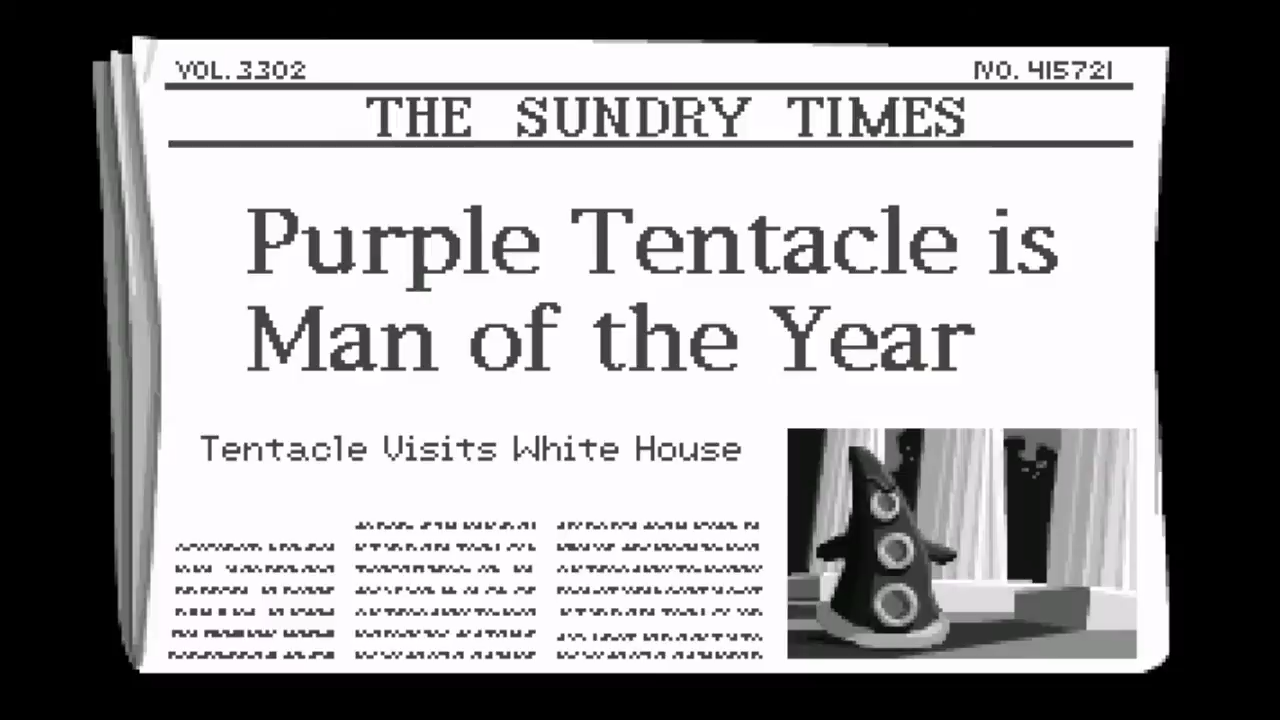 VOL. 3302
NO. 415721
THE SUNDRY TIMES
Purple Tentacle is
Man of the Year
Tentacle Visits White House